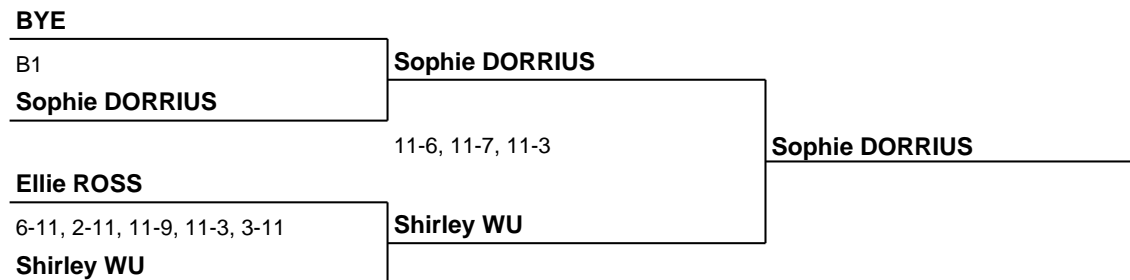 BYE
B1
Sophie DORRIUS
Sophie DORRIUS
11-6, 11-7, 11-3
Sophie DORRIUS
Ellie ROSS
6-11, 2-11, 11-9, 11-3, 3-11
Shirley WU
Shirley WU